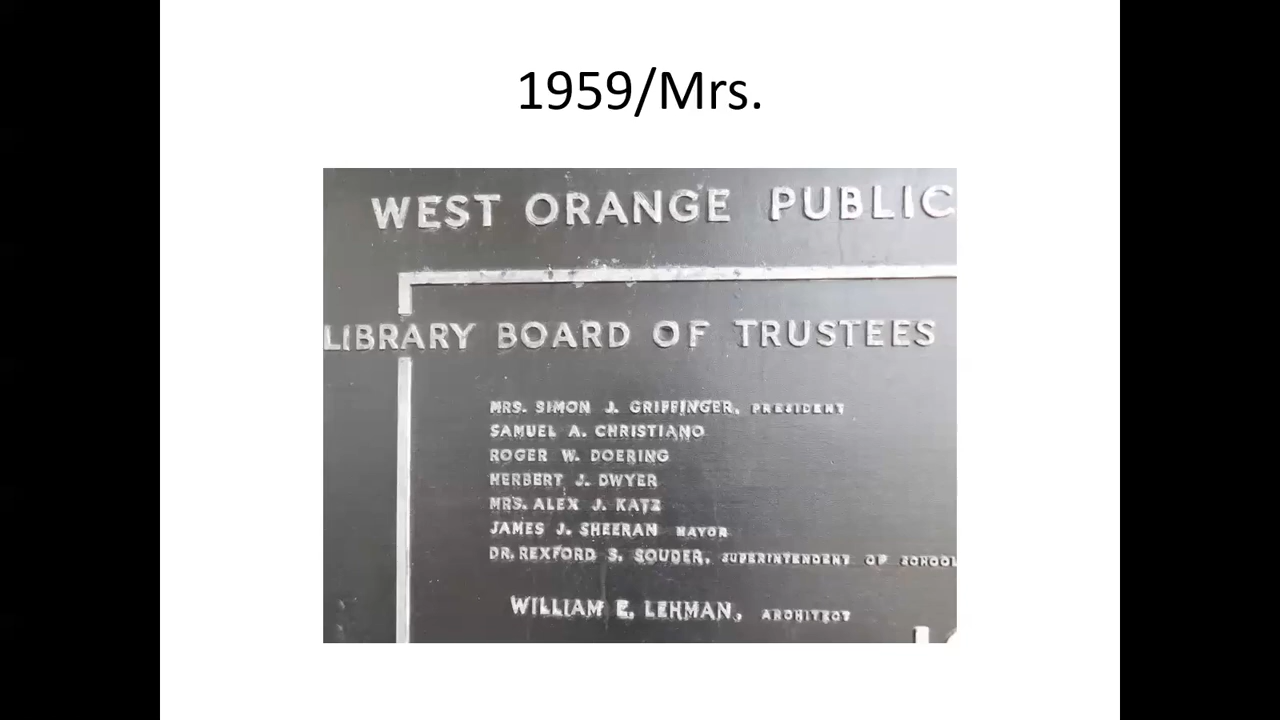 1959/Mrs.
WEST ORANGE PUBLIC
LIBRARY BOARD OF TRUSTEES
MRS. SIMON J. GRIFFINGER, PRESIDENT
SAMUEL A. CHRISTIANO
ROGER W. DOERING
HERBERT J. DWYER
MRS. ALEX J. KATZ
JAMES J. SHEERAN MAYOR
DR. REXFORD S. SOUDER, SUPERINTENDENT OF SCHOOL
WILLIAM E. LEHMAN, ARCHITECT